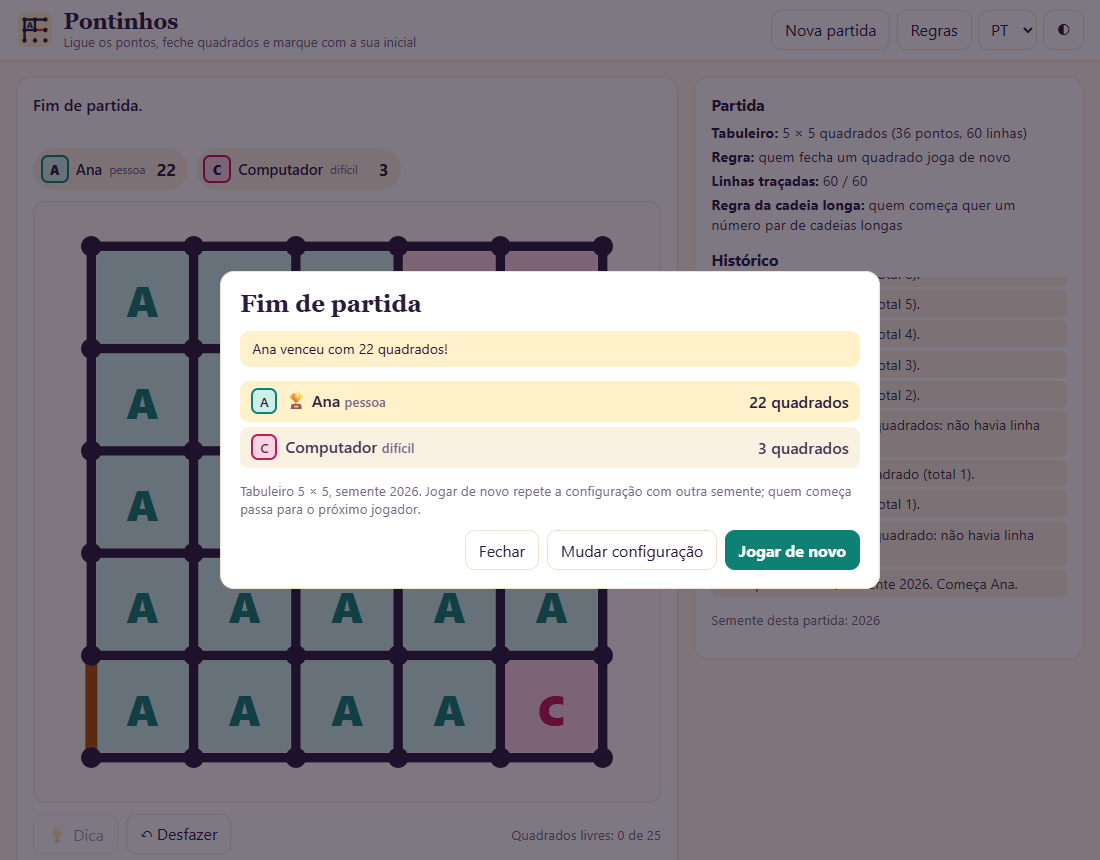 Pontinhos
Ligue os pontos, feche quadrados e marque com a sua inicial
Nova partida
Regras
PT
Fim de partida.
A Ana pessoa 22
C Computador difícil 3
A
A
A
A A A A A
A A A A C
Dica
Desfazer
Quadrados livres: 0 de 25
Partida
Tabuleiro: 5 × 5 quadrados (36 pontos, 60 linhas)
Regra: quem fecha um quadrado joga de novo
Linhas traçadas: 60 / 60
Regra da cadeia longa: quem começa quer um
número par de cadeias longas
Histórico
otal 5).
otal 4).
otal 3).
otal 2).
quadrados: não havia linha
adrado (total 1).
otal 1).
quadrado: não havia linha
nte 2026. Começa Ana.
Semente desta partida: 2026
Fim de partida
Ana venceu com 22 quadrados!
A Ana pessoa 22 quadrados
C Computador difícil 3 quadrados
Tabuleiro 5 × 5, semente 2026. Jogar de novo repete a configuração com outra semente; quem começa
passa para o próximo jogador.
Fechar
Mudar configuração
Jogar de novo